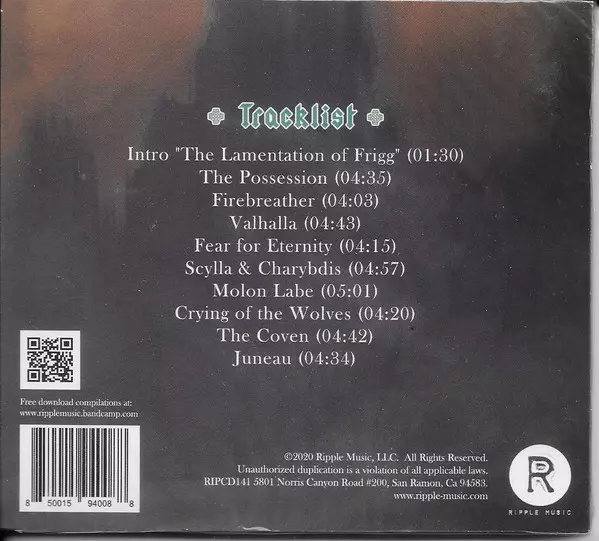 Tracklist
Intro "The Lamentation of Frigg" (01:30)
The Possession (04:35)
Firebreather (04:03)
Valhalla (04:43)
Fear for Eternity (04:15)
Scylla & Charybdis (04:57)
Molon Labe (05:01)
Crying of the Wolves (04:20)
The Coven (04:42)
Juneau (04:34)
Free download compilations at:
www.ripplemusic.bandcamp.com
8 50015 94008 8
©2020 Ripple Music, LLC. All Rights Reserved.
Unauthorized duplication is a violation of all applicable laws.
RIPCD141 5801 Norris Canyon Road #200, San Ramon, Ca 94583.
www.ripple-music.com
R
RIPPLE MUSIC